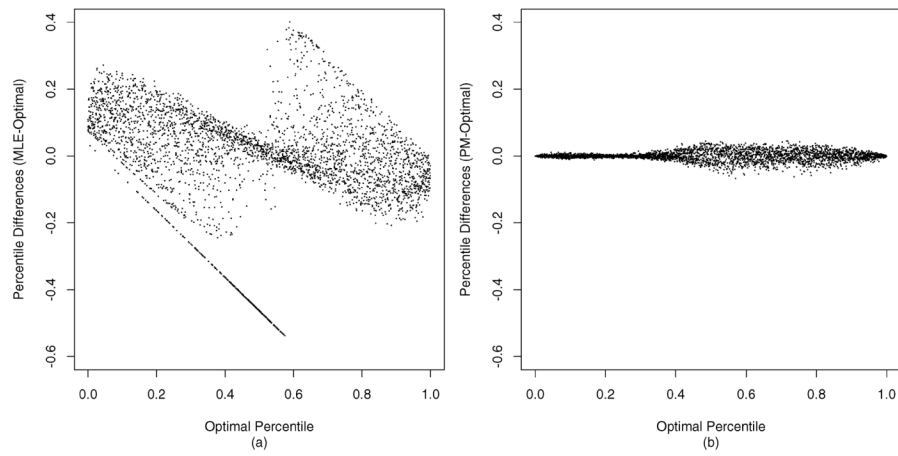 Percentile Differences (MLE-Optimal)
0.4
0.2
0.0
-0.2
-0.4
-0.6
0.0 0.2 0.4 0.6 0.8 1.0
Optimal Percentile
(a)
Percentile Differences (PM-Optimal)
0.4
0.2
0.0
-0.2
-0.4
-0.6
0.0 0.2 0.4 0.6 0.8 1.0
Optimal Percentile
(b)